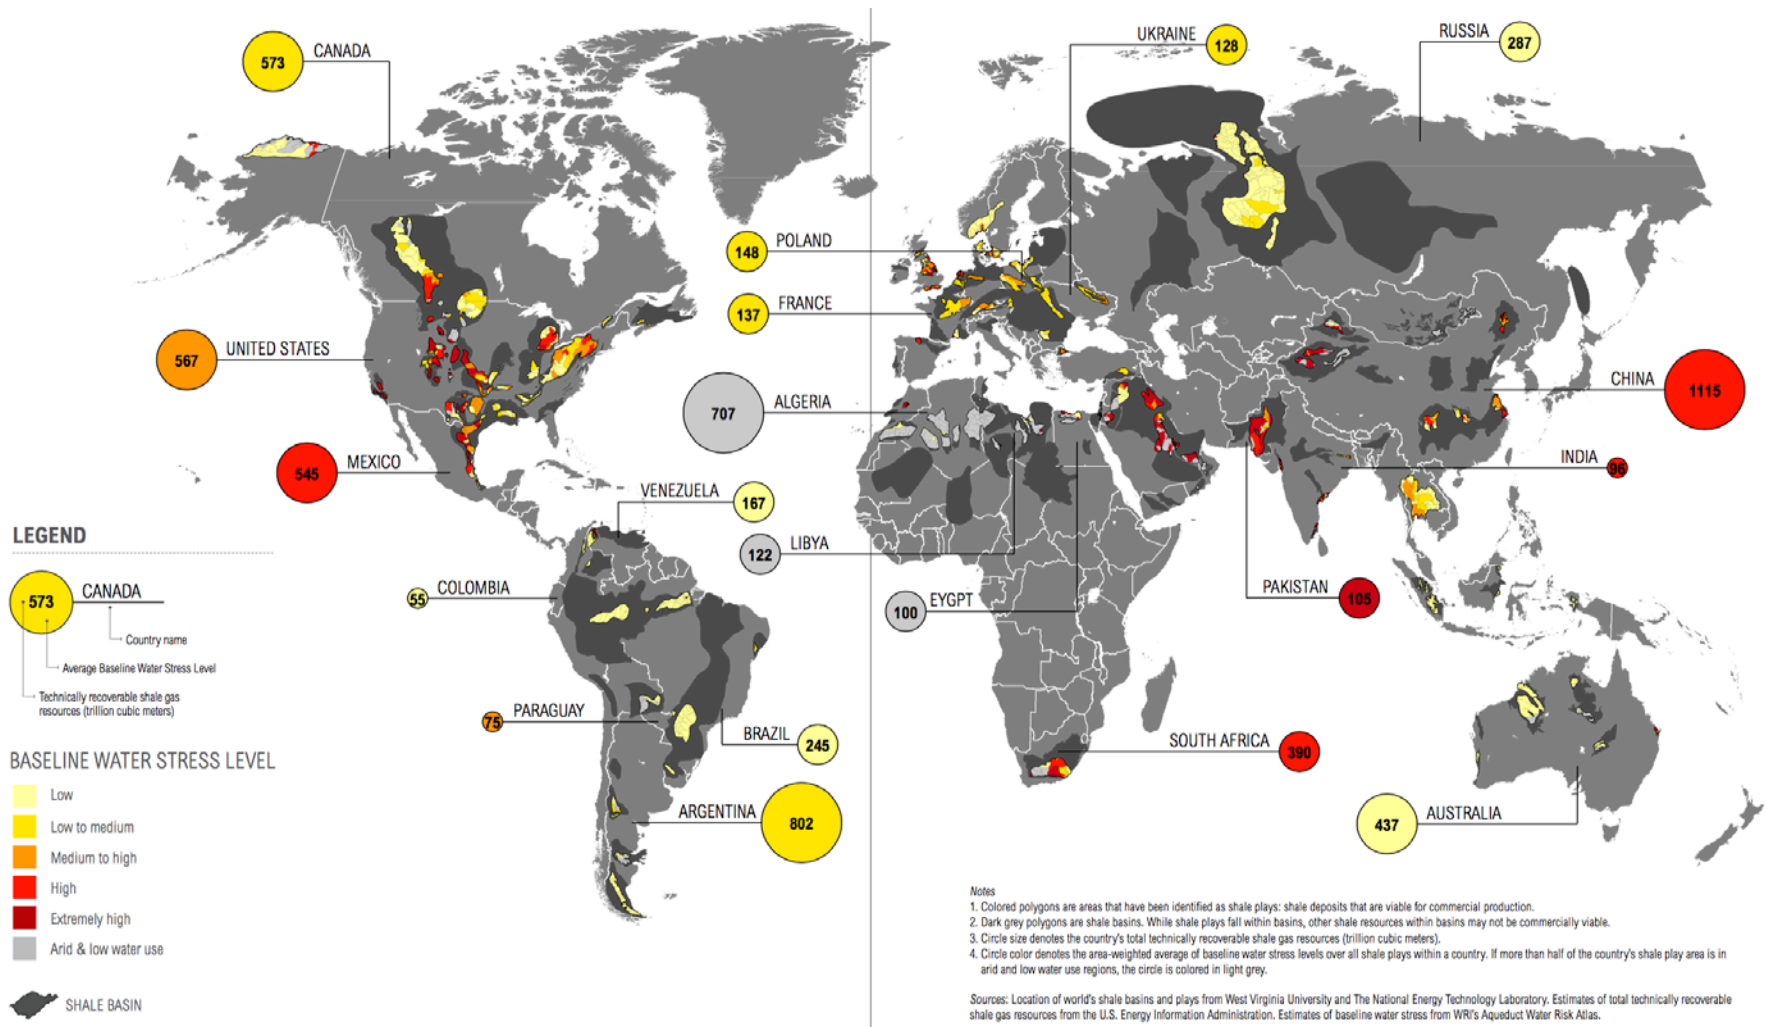 CANADA
573
UKRAINE
128
RUSSIA
287
POLAND
148
FRANCE
137
UNITED STATES
567
ALGERIA
707
CHINA
1115
MEXICO
545
INDIA
96
VENEZUELA
167
LIBYA
122
COLOMBIA
55
EYGPT
100
PAKISTAN
105
PARAGUAY
75
BRAZIL
245
SOUTH AFRICA
390
ARGENTINA
802
AUSTRALIA
437
LEGEND
573
CANADA
Country name
Average Baseline Water Stress Level
Technically recoverable shale gas
resources (trillion cubic meters)
BASELINE WATER STRESS LEVEL
Low
Low to medium
Medium to high
High
Extremely high
Arid & low water use
SHALE BASIN
Notes
1. Colored polygons are areas that have been identified as shale plays: shale deposits that are viable for commercial production.
2. Dark grey polygons are shale basins. While shale plays fall within basins, other shale resources within basins may not be commercially viable.
3. Circle size denotes the country's total technically recoverable shale gas resources (trillion cubic meters).
4. Circle color denotes the area-weighted average of baseline water stress levels over all shale plays within a country. If more than half of the country's shale play area is in
arid and low water use regions, the circle is colored in light grey.
Sources: Location of world's shale basins and plays from West Virginia University and The National Energy Technology Laboratory. Estimates of total technically recoverable
shale gas resources from the U.S. Energy Information Administration. Estimates of baseline water stress from WRI's Aqueduct Water Risk Atlas.